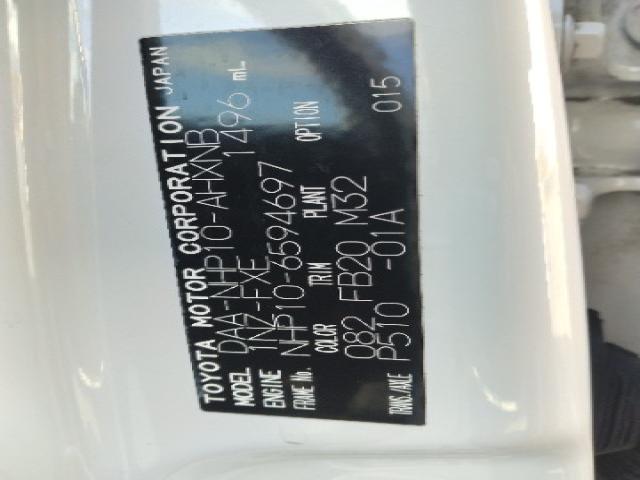 TOYOTA MOTOR CORPORATION JAPAN
MODEL DAA-NHP10-AHXNB
ENGINE 1NZ-FXE 1496 mL
FRAME No. NHP10-6594697
COLOR TRIM PLANT OPTION
082 FB20 M32
TRANS./AXLE P510 -01A 015